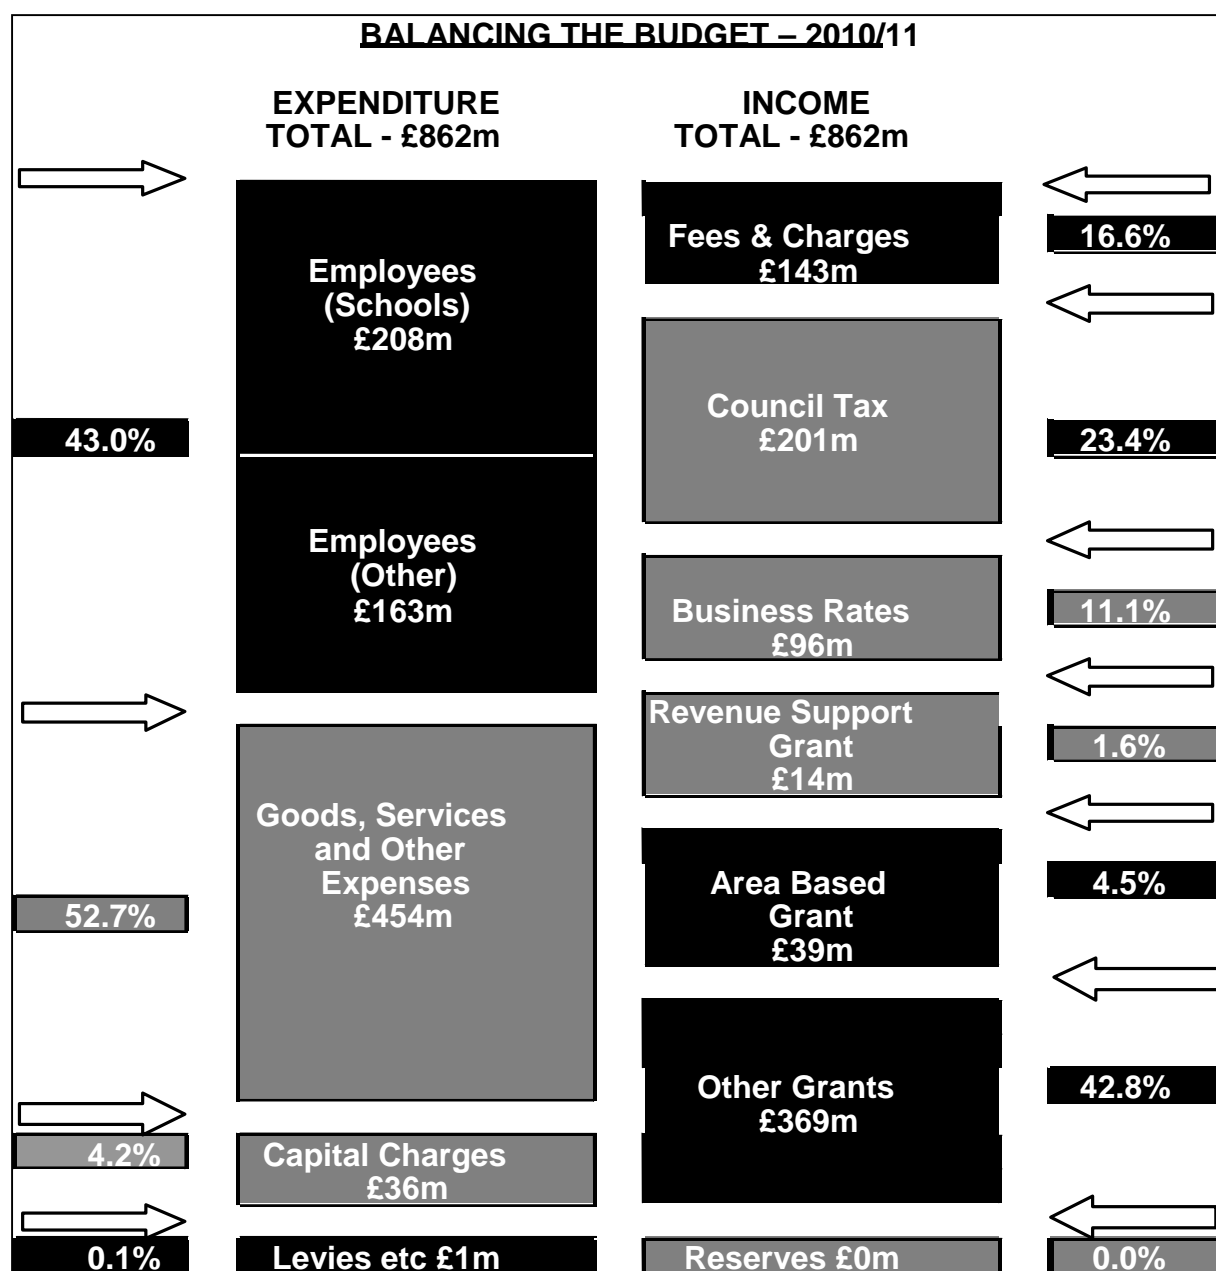 BALANCING THE BUDGET – 2010/11
EXPENDITURE
TOTAL - £862m
INCOME
TOTAL - £862m
43.0%
Employees
(Schools)
£208m
Employees
(Other)
£163m
52.7%
Goods, Services
and Other
Expenses
£454m
4.2%
Capital Charges
£36m
0.1%
Levies etc £1m
Fees & Charges
£143m
16.6%
Council Tax
£201m
23.4%
Business Rates
£96m
11.1%
Revenue Support
Grant
£14m
1.6%
Area Based
Grant
£39m
4.5%
Other Grants
£369m
42.8%
Reserves £0m
0.0%